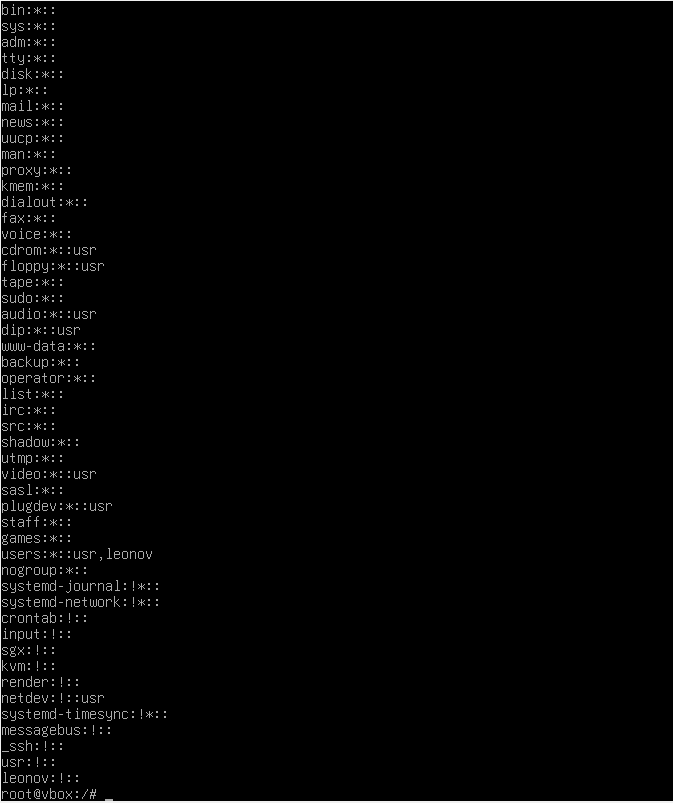 bin:*::
sys:*::
adm:*::
tty:*::
disk:*::
lp:*::
mail:*::
news:*::
uucp:*::
man:*::
proxy:*::
kmem:*::
dialout:*::
fax:*::
voice:*::
cdrom:*::usr
floppy:*::usr
tape:*::
sudo:*::
audio:*::usr
dip:*::usr
www-data:*::
backup:*::
operator:*::
list:*::
irc:*::
src:*::
shadow:*::
utmp:*::
video:*::usr
sasl:*::
plugdev:*::usr
staff:*::
games:*::
users:*::usr,leonov
nogroup:*::
systemd-journal:!*::
systemd-network:!*::
crontab:!::
input:!::
sgx:!::
kvm:!::
render:!::
netdev:!::usr
systemd-timesync:!*::
messagebus:!::
_ssh:!::
usr:!::
leonov:!::
root@vbox:/# _